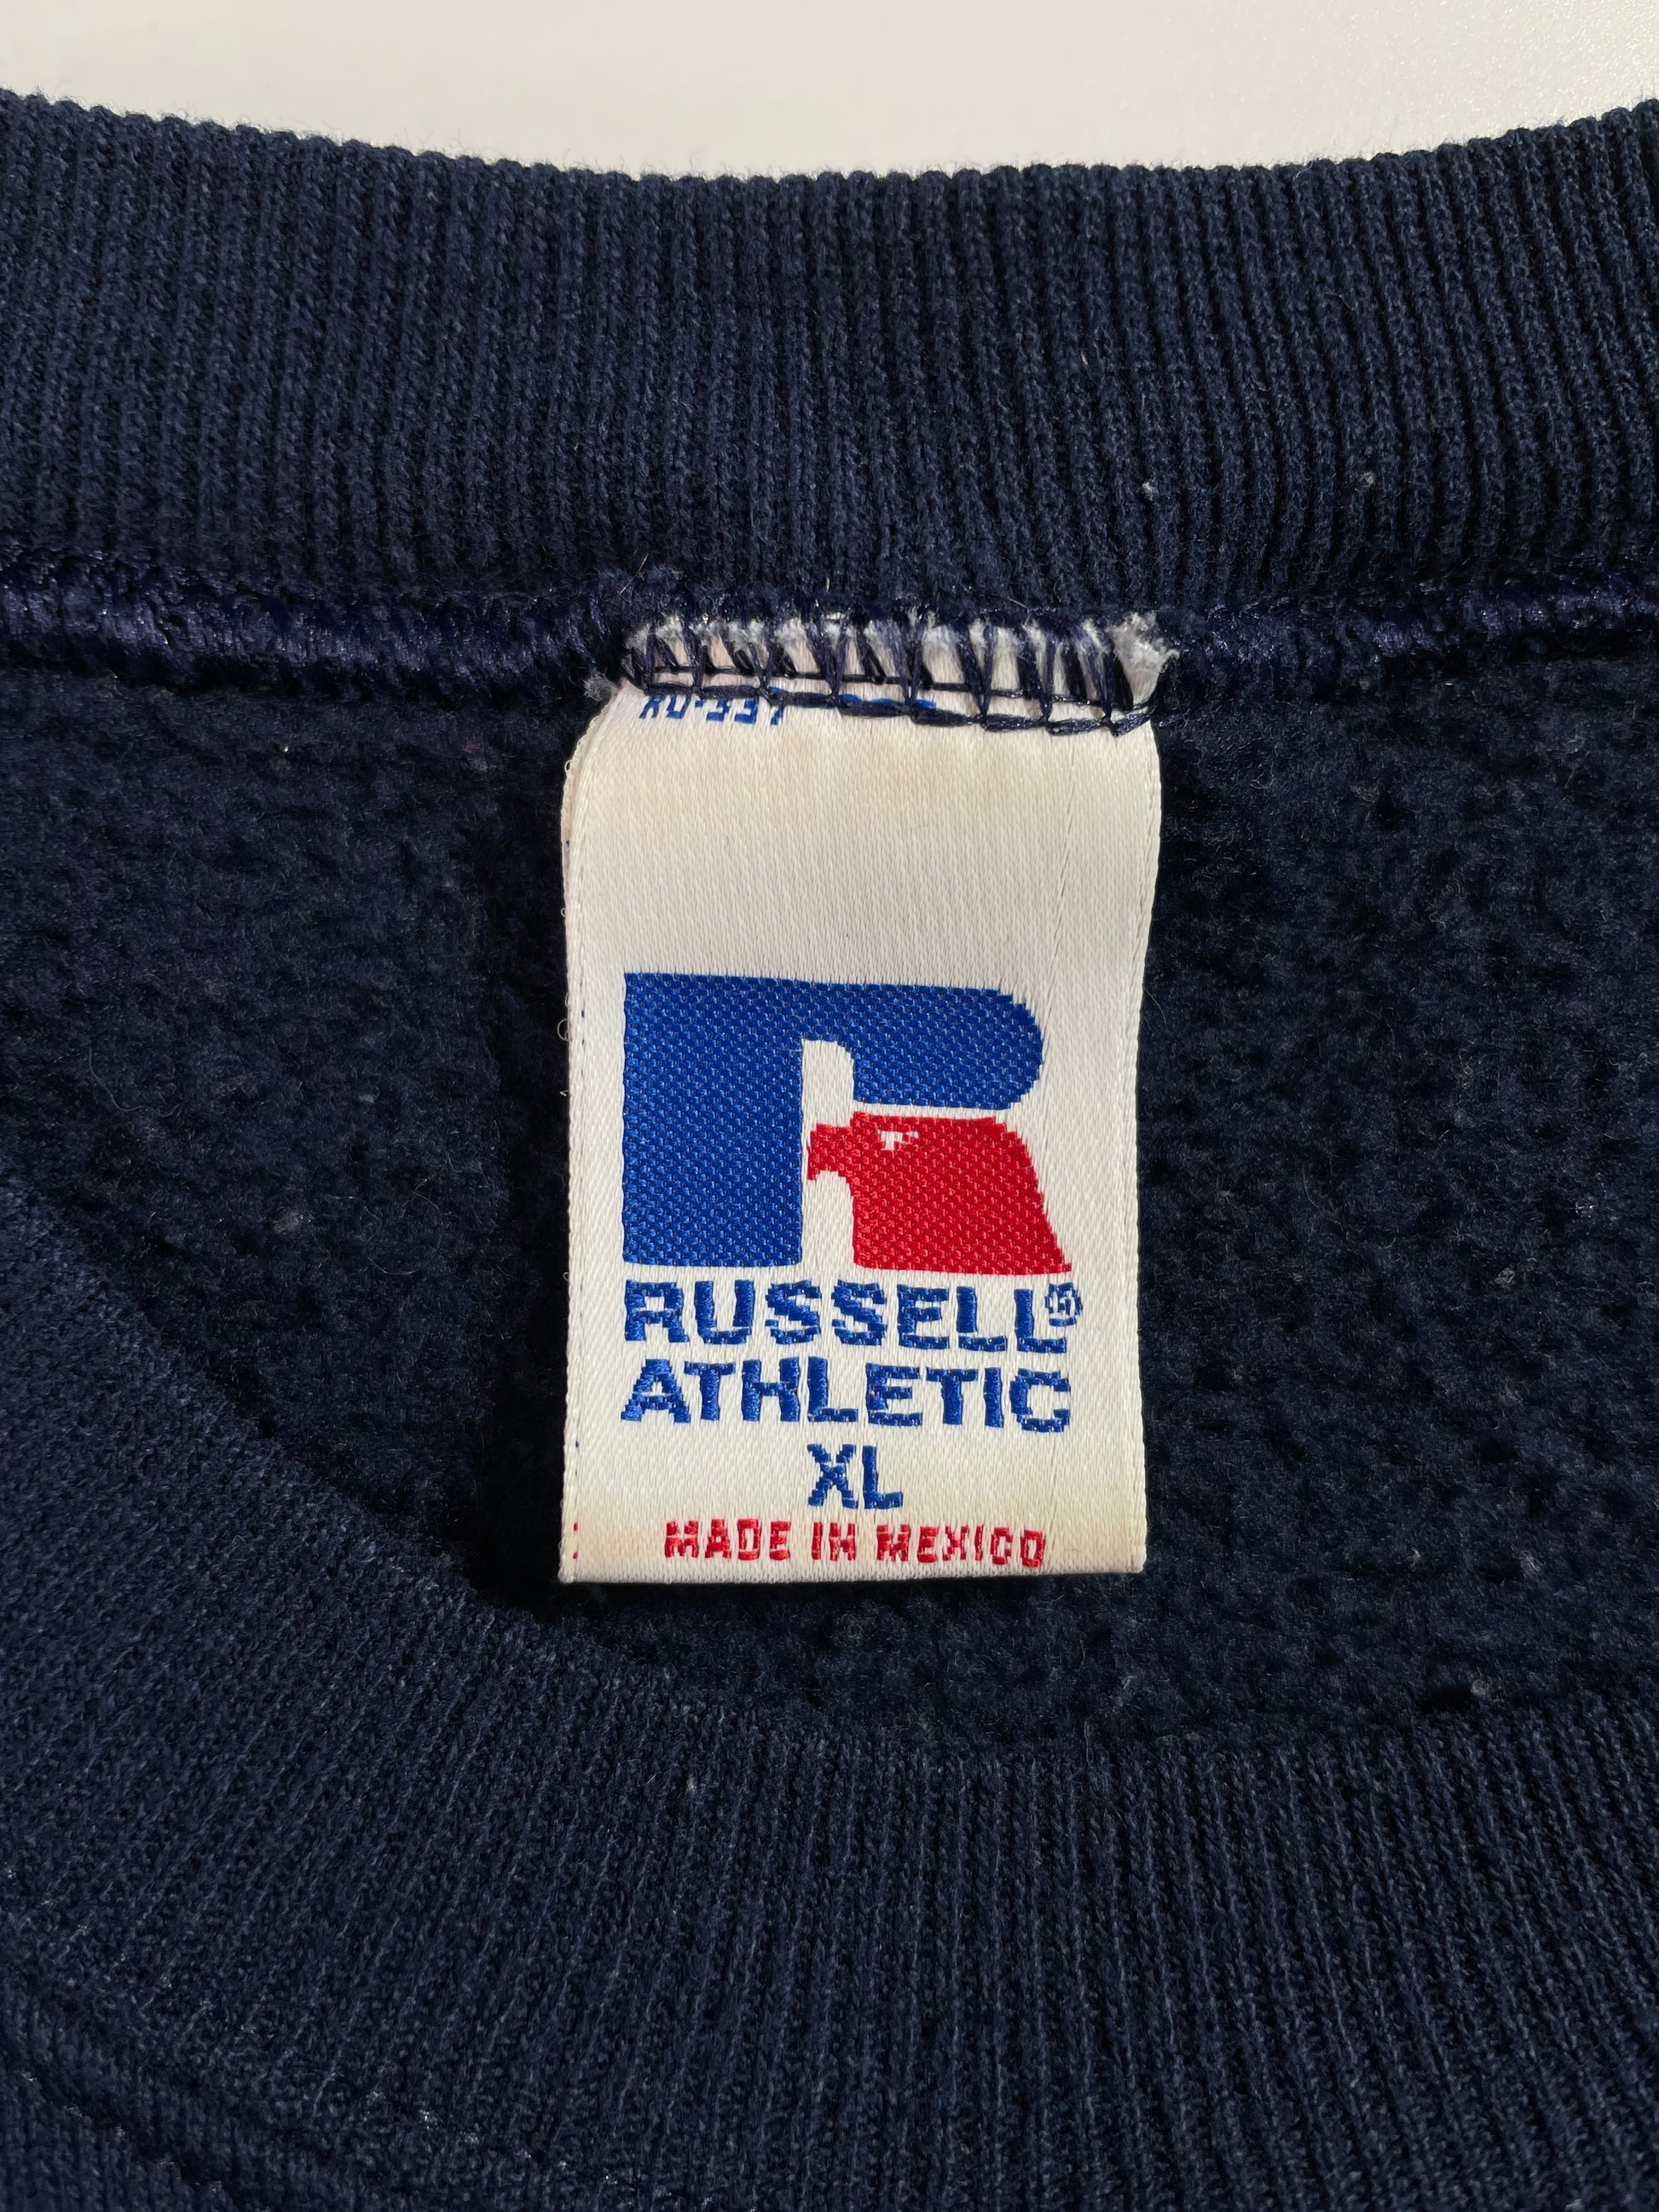 RUSSELL®
ATHLETIC
XL
MADE IN MEXICO